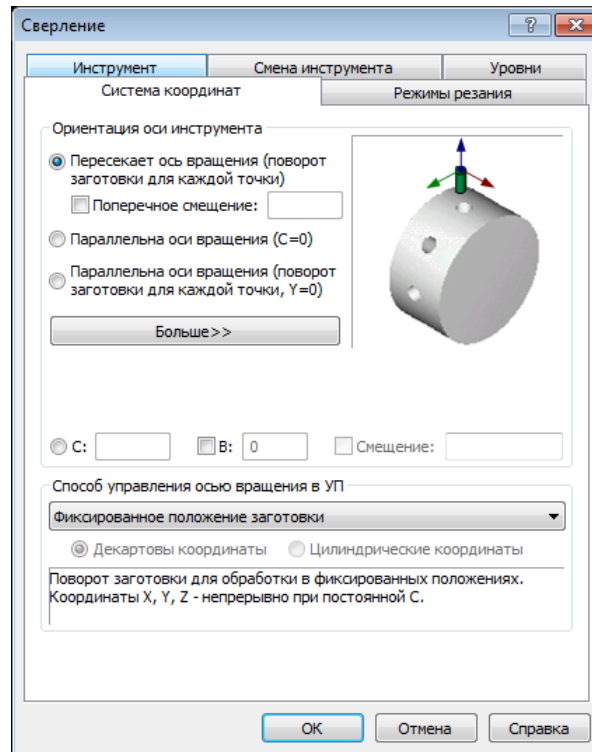 Сверление
Инструмент
Смена инструмента
Уровни
Система координат
Режимы резания
Ориентация оси инструмента
Пересекает ось вращения (поворот
заготовки для каждой точки)
Поперечное смещение:
Параллельна оси вращения (C=0)
Параллельна оси вращения (поворот
заготовки для каждой точки, Y=0)
Больше>>
C:
B:
0
Смещение:
Способ управления осью вращения в УП
Фиксированное положение заготовки
Декартовы координаты
Цилиндрические координаты
Поворот заготовки для обработки в фиксированных положениях.
Координаты X, Y, Z - непрерывно при постоянной C.
ОК
Отмена
Справка